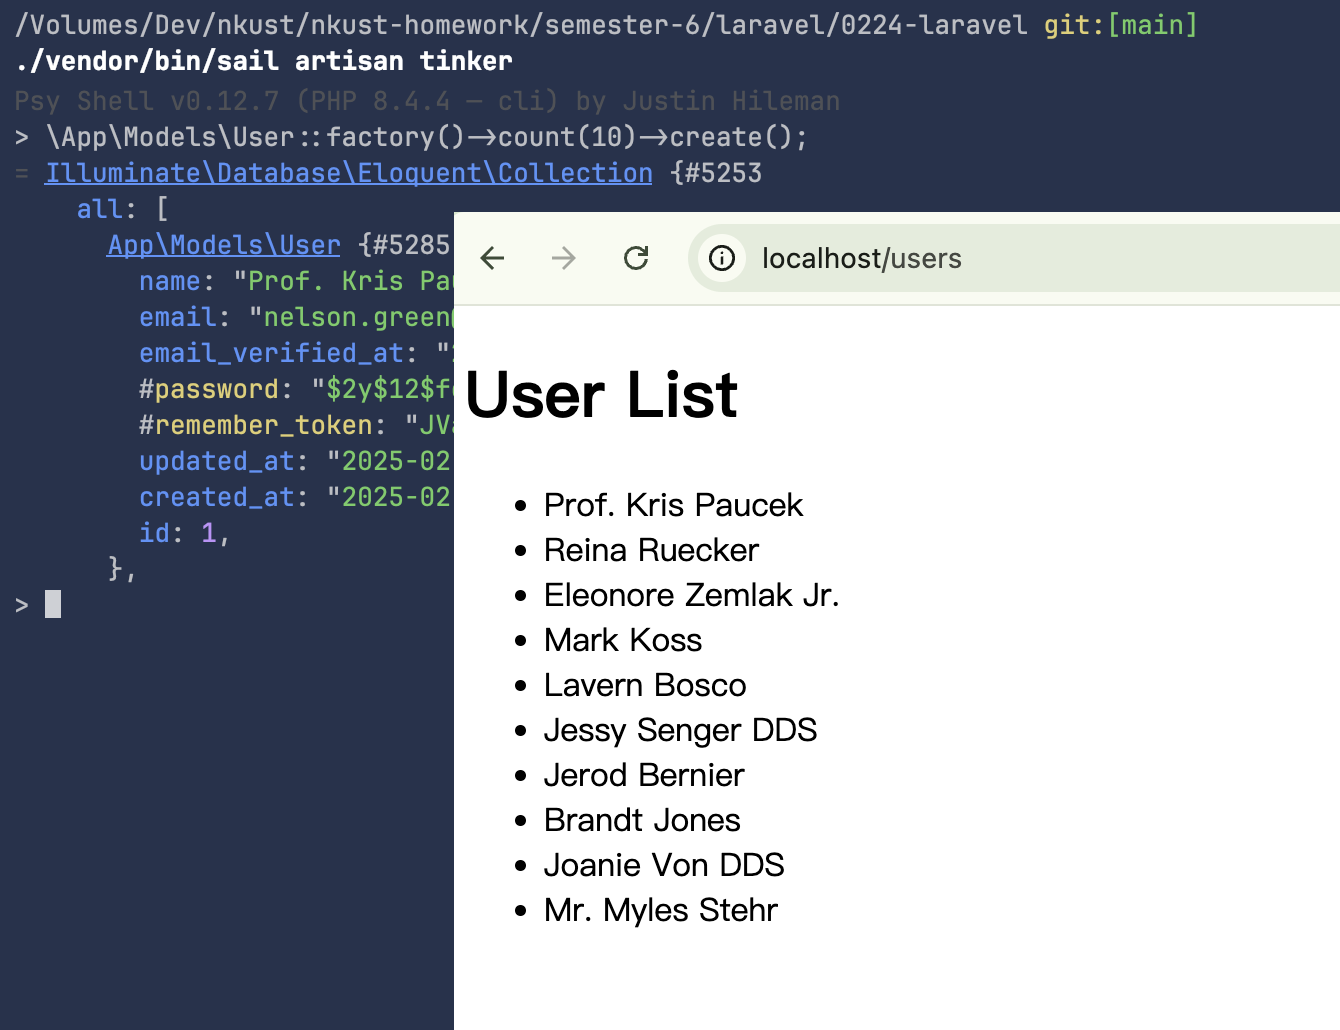 /Volumes/Dev/nkust/nkust-homework/semester-6/laravel/0224-laravel git:[main]
./vendor/bin/sail artisan tinker
Psy Shell v0.12.7 (PHP 8.4.4 — cli) by Justin Hileman
> \App\Models\User::factory()->count(10)->create();
= Illuminate\Database\Eloquent\Collection {#5253
all: [
App\Models\User {#5285
name: "Prof. Kris Pau
email: "nelson.green@
email_verified_at: "
#password: "$2y$12$f
#remember_token: "JV
updated_at: "2025-02
created_at: "2025-02
id: 1,
},
>
localhost/users
User List
• Prof. Kris Paucek
• Reina Ruecker
• Eleonore Zemlak Jr.
• Mark Koss
• Lavern Bosco
• Jessy Senger DDS
• Jerod Bernier
• Brandt Jones
• Joanie Von DDS
• Mr. Myles Stehr